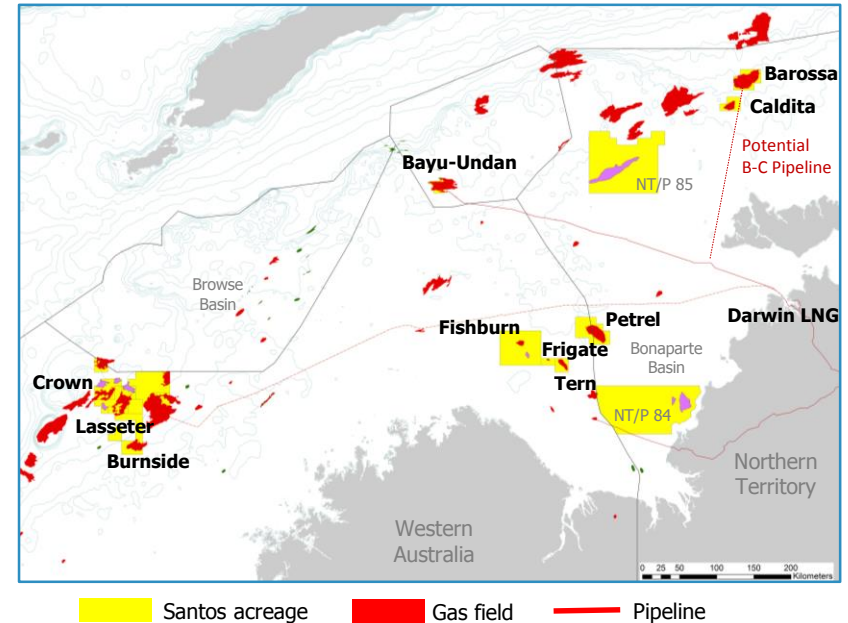 Barossa
Caldita
Potential
B-C Pipeline
Bayu-Undan
NT/P 85
Browse
Basin
Petrel
Darwin LNG
Fishburn
Frigate
Bonaparte
Basin
Tern
Crown
NT/P 84
Lasseter
Burnside
Northern
Territory
Western
Australia
0 25 50 100 150 200
Kilometers
Santos acreage Gas field Pipeline